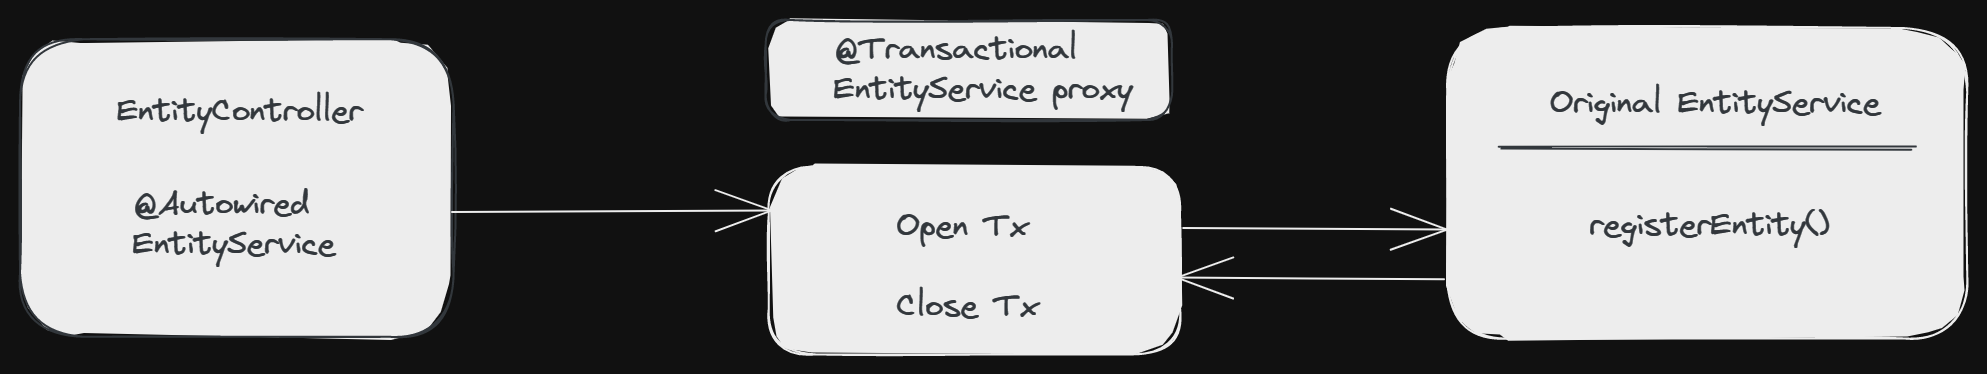 EntityController
@Autowired
EntityService
@Transactional
EntityService proxy
Open Tx
Close Tx
Original EntityService
registerEntity()